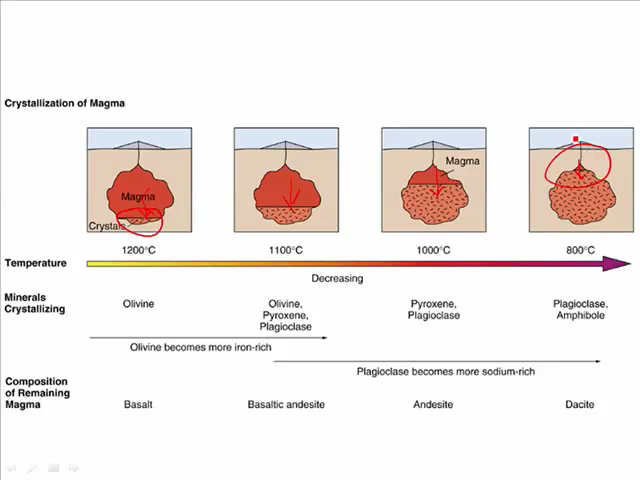 Crystallization of Magma
Magma
Crystals
Magma
1200°C
1100°C
1000°C
800°C
Temperature
Decreasing
Minerals
Crystallizing
Olivine
Olivine,
Pyroxene,
Plagioclase
Pyroxene,
Plagioclase
Plagioclase,
Amphibole
Olivine becomes more iron-rich
Plagioclase becomes more sodium-rich
Composition
of Remaining
Magma
Basalt
Basaltic andesite
Andesite
Dacite